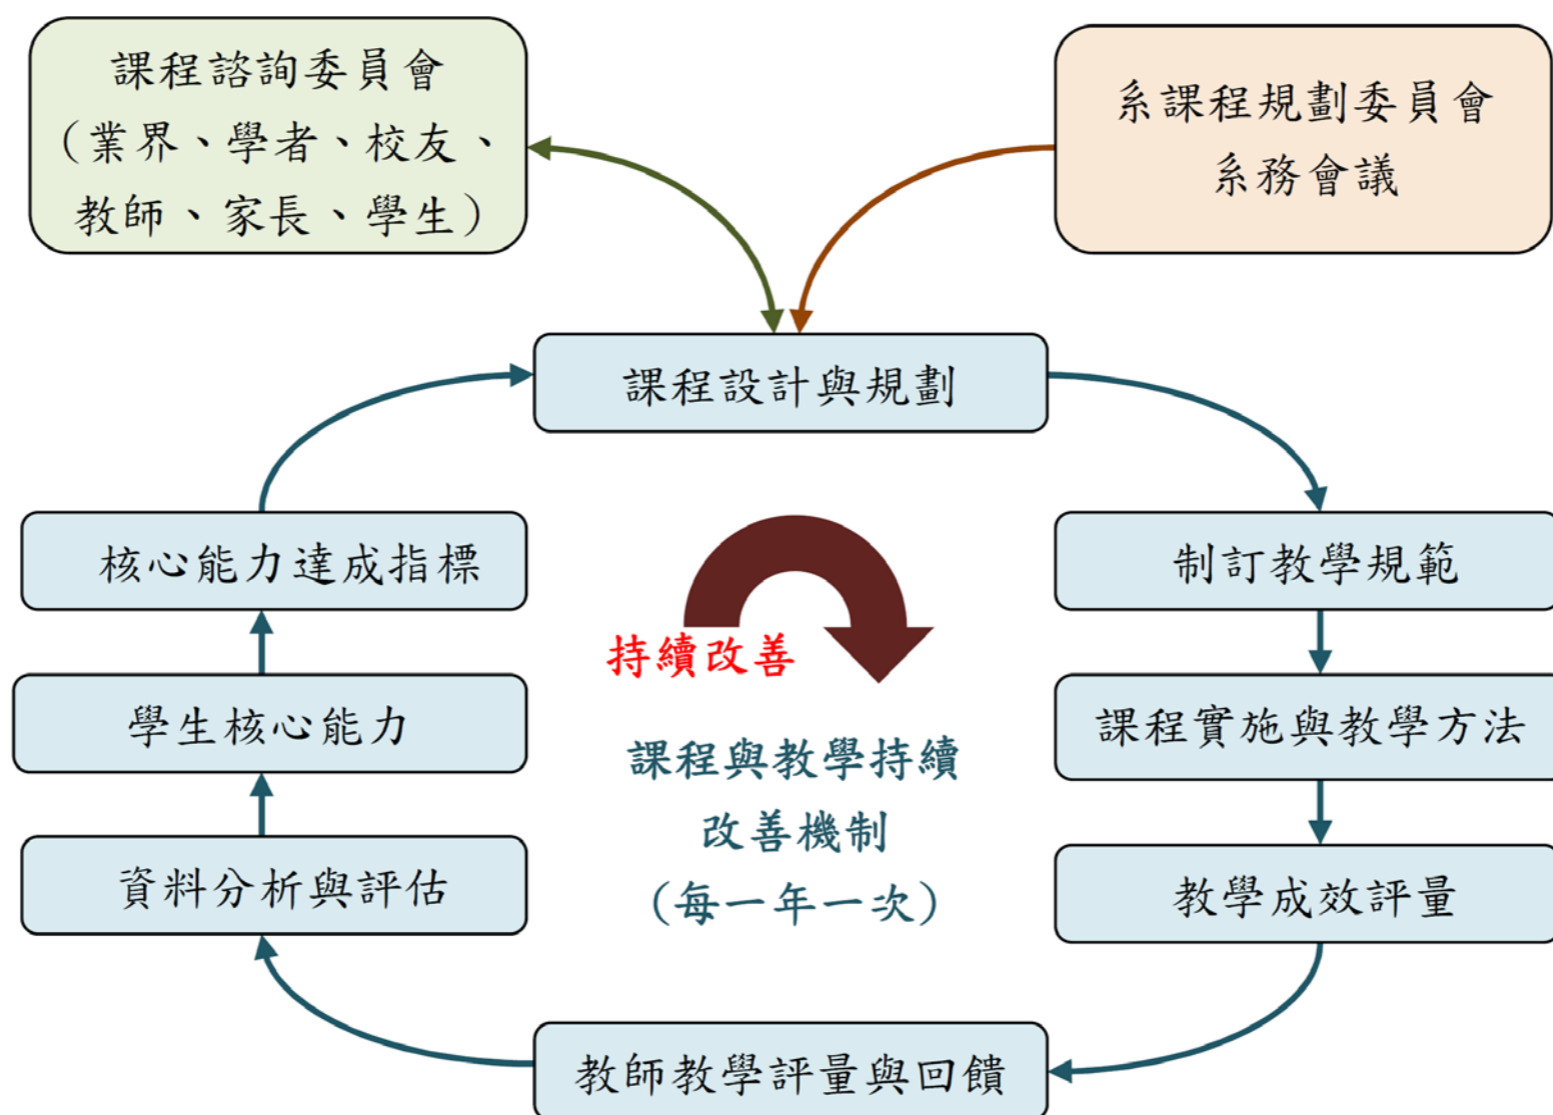 課程諮詢委員會
（業界、學者、校友、
教師、家長、學生）
系課程規劃委員會
系務會議
課程設計與規劃
核心能力達成指標
制訂教學規範
持續改善
學生核心能力
課程實施與教學方法
課程與教學持續
改善機制
（每一年一次）
資料分析與評估
教學成效評量
教師教學評量與回饋